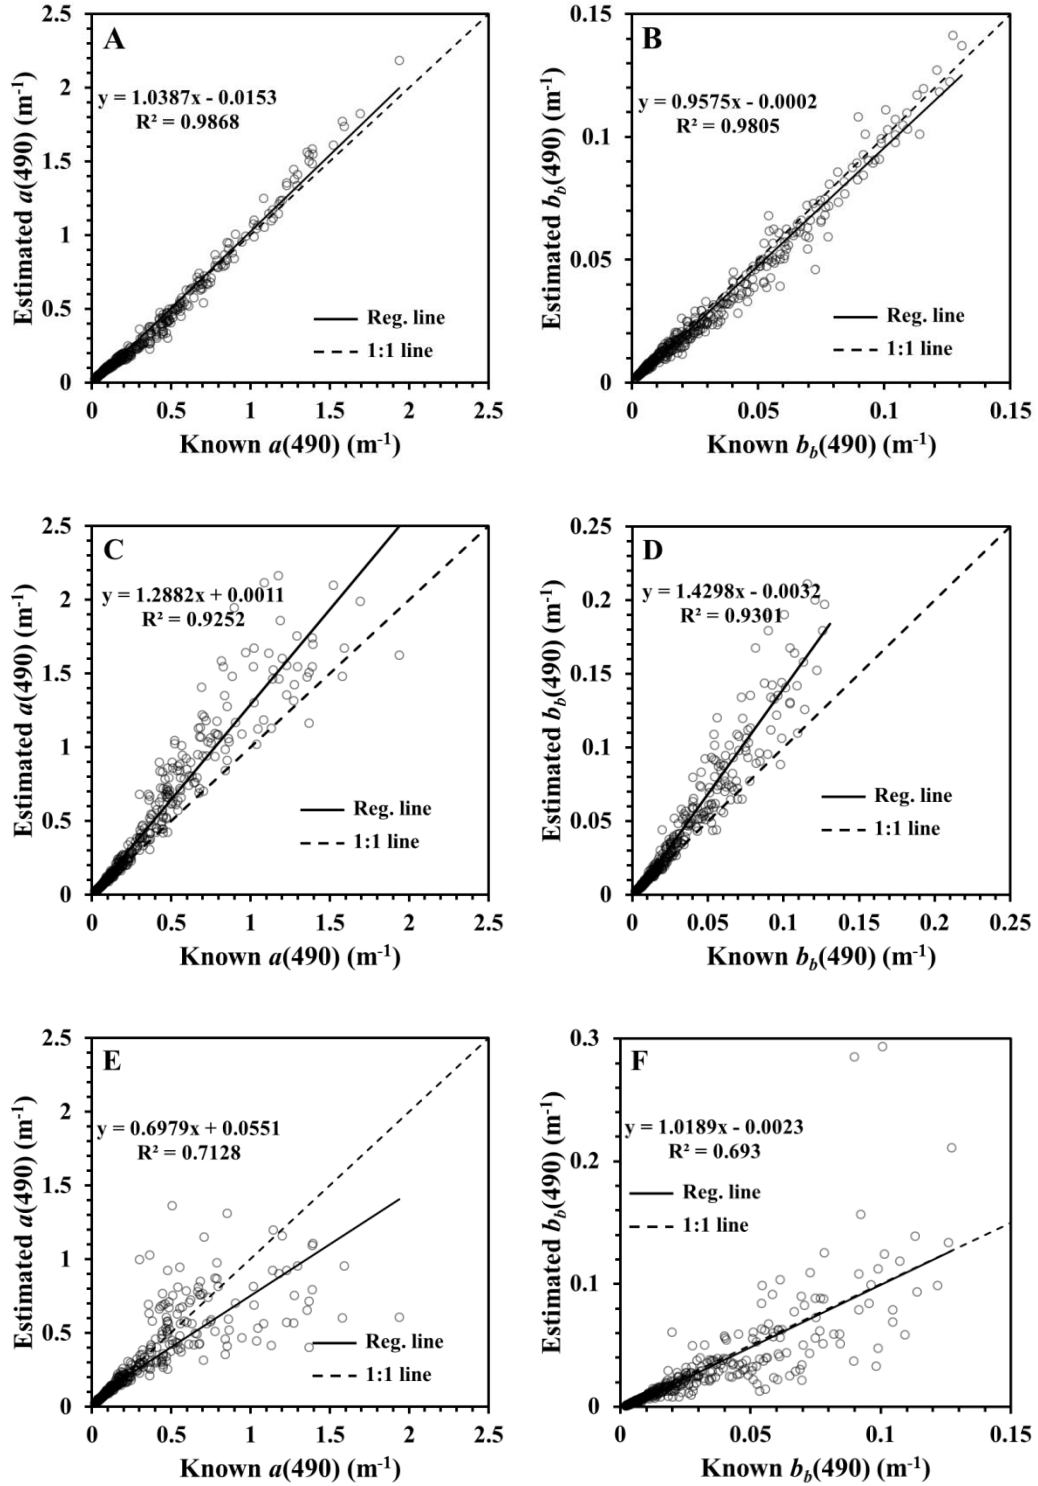 A
y = 1.0387x - 0.0153
R² = 0.9868
Estimated a(490) (m⁻¹)
2.5
2
1.5
1
0.5
0
Reg. line
1:1 line
0 0.5 1 1.5 2 2.5
Known a(490) (m⁻¹)
B
y = 0.9575x - 0.0002
R² = 0.9805
Estimated b_b(490) (m⁻¹)
0.15
0.1
0.05
0
Reg. line
1:1 line
0 0.05 0.1 0.15
Known b_b(490) (m⁻¹)
C
y = 1.2882x + 0.0011
R² = 0.9252
Estimated a(490) (m⁻¹)
2.5
2
1.5
1
0.5
0
Reg. line
1:1 line
0 0.5 1 1.5 2 2.5
Known a(490) (m⁻¹)
D
y = 1.4298x - 0.0032
R² = 0.9301
Estimated b_b(490) (m⁻¹)
0.25
0.2
0.15
0.1
0.05
0
Reg. line
1:1 line
0 0.05 0.1 0.15 0.2 0.25
Known b_b(490) (m⁻¹)
E
y = 0.6979x + 0.0551
R² = 0.7128
Estimated a(490) (m⁻¹)
2.5
2
1.5
1
0.5
0
Reg. line
1:1 line
0 0.5 1 1.5 2 2.5
Known a(490) (m⁻¹)
F
y = 1.0189x - 0.0023
R² = 0.693
Estimated b_b(490) (m⁻¹)
0.3
0.2
0.1
0
Reg. line
1:1 line
0 0.05 0.1 0.15
Known b_b(490) (m⁻¹)